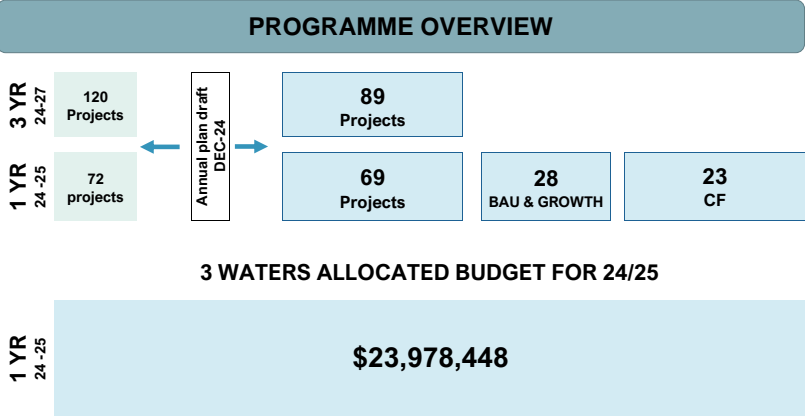 PROGRAMME OVERVIEW
3 YR
24-27
120
Projects
Annual plan draft
DEC-24
89
Projects
1 YR
24 -25
72
projects
69
Projects
28
BAU & GROWTH
23
CF
3 WATERS ALLOCATED BUDGET FOR 24/25
1 YR
24 -25
$23,978,448